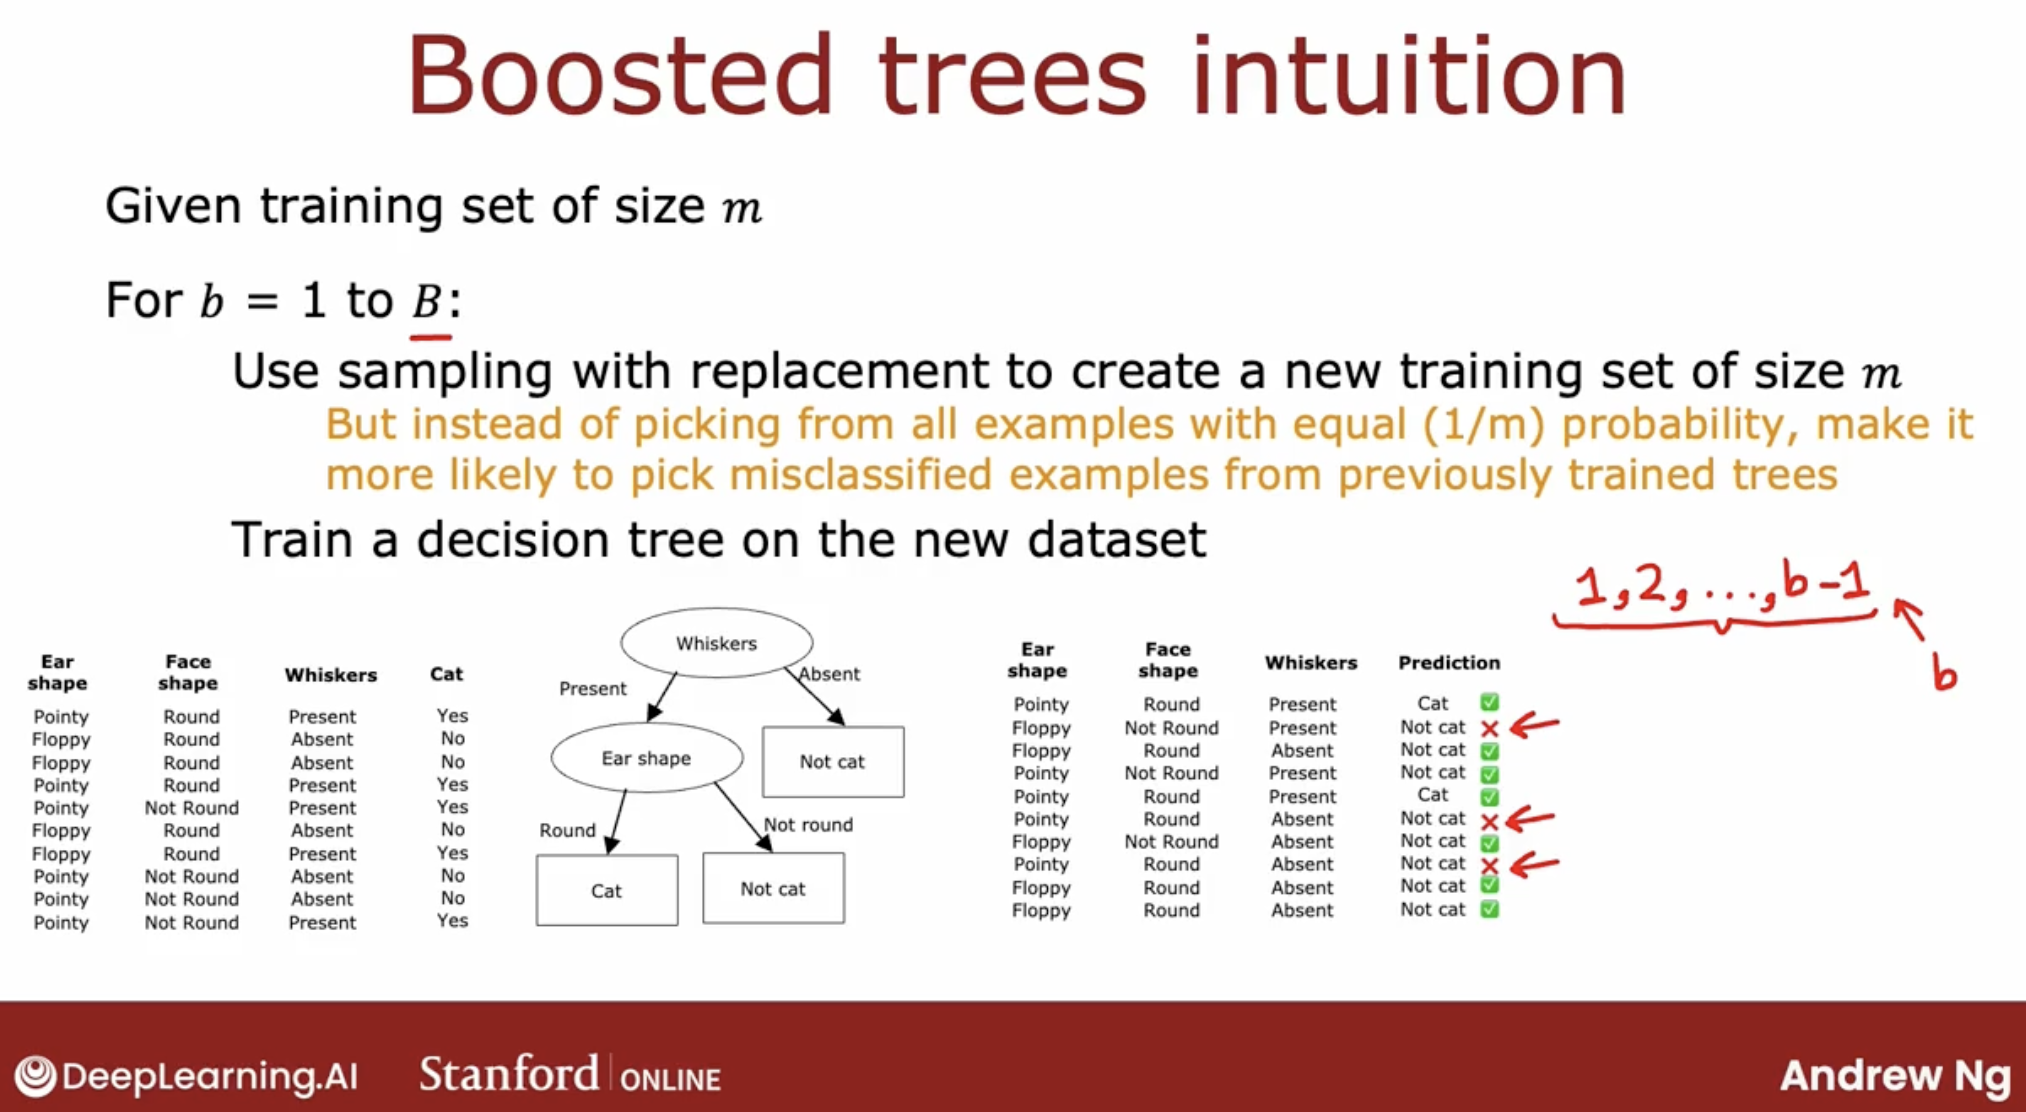 Boosted trees intuition
Given training set of size m
For b = 1 to B:
Use sampling with replacement to create a new training set of size m
But instead of picking from all examples with equal (1/m) probability, make it
more likely to pick misclassified examples from previously trained trees
Train a decision tree on the new dataset
1, 2, ..., b-1
b
Ear shape Face shape Whiskers Cat
Pointy Round Present Yes
Floppy Round Absent No
Floppy Round Absent No
Pointy Round Present Yes
Pointy Not Round Present Yes
Floppy Round Absent No
Floppy Round Present Yes
Pointy Not Round Absent No
Pointy Not Round Absent No
Pointy Not Round Present Yes
Whiskers
Present
Absent
Ear shape
Not cat
Round
Not round
Cat
Not cat
Ear shape Face shape Whiskers Prediction
Pointy Round Present Cat ✅
Floppy Not Round Present Not cat ❌
Floppy Round Absent Not cat ✅
Pointy Not Round Present Not cat ✅
Pointy Round Present Cat ✅
Pointy Round Absent Not cat ❌
Floppy Not Round Absent Not cat ✅
Pointy Round Absent Not cat ❌
Floppy Round Absent Not cat ✅
Floppy Round Absent Not cat ✅
DeepLearning.AI Stanford ONLINE Andrew Ng